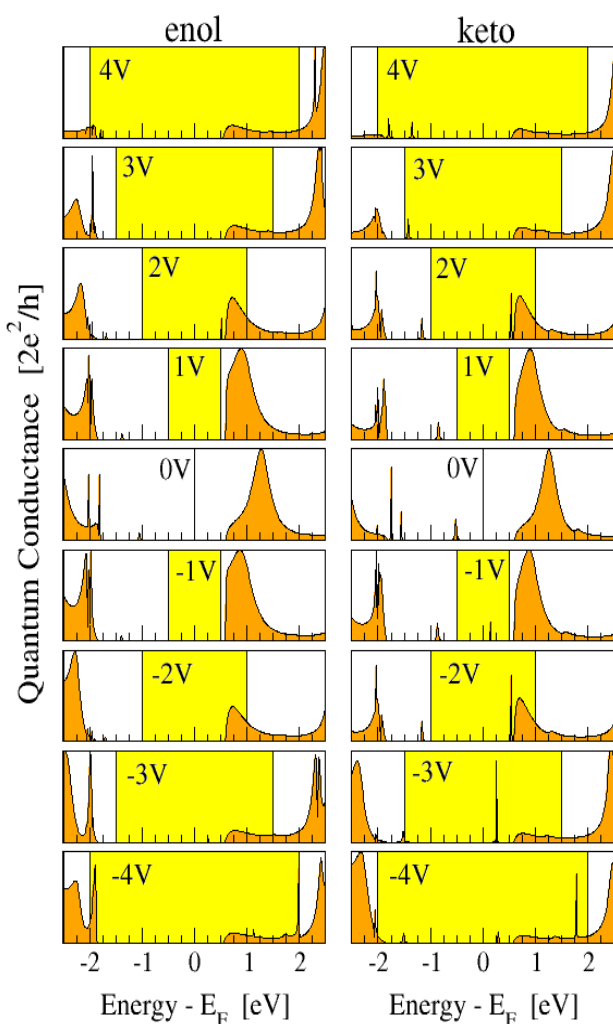 enol keto
4V 4V
3V 3V
2V 2V
1V 1V
0V 0V
-1V -1V
-2V -2V
-3V -3V
-4V -4V
Quantum Conductance [2e²/h]
-2 -1 0 1 2 -2 -1 0 1 2
Energy - E_F [eV] Energy - E_F [eV]